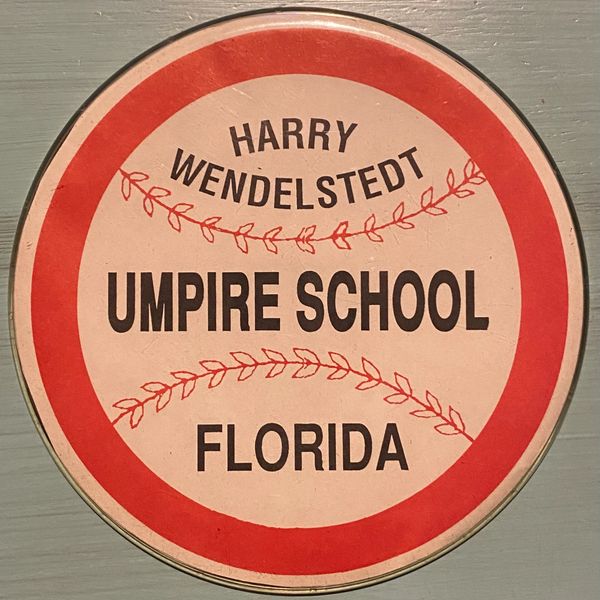 HARRY
WENDELSTEDT
UMPIRE SCHOOL
FLORIDA